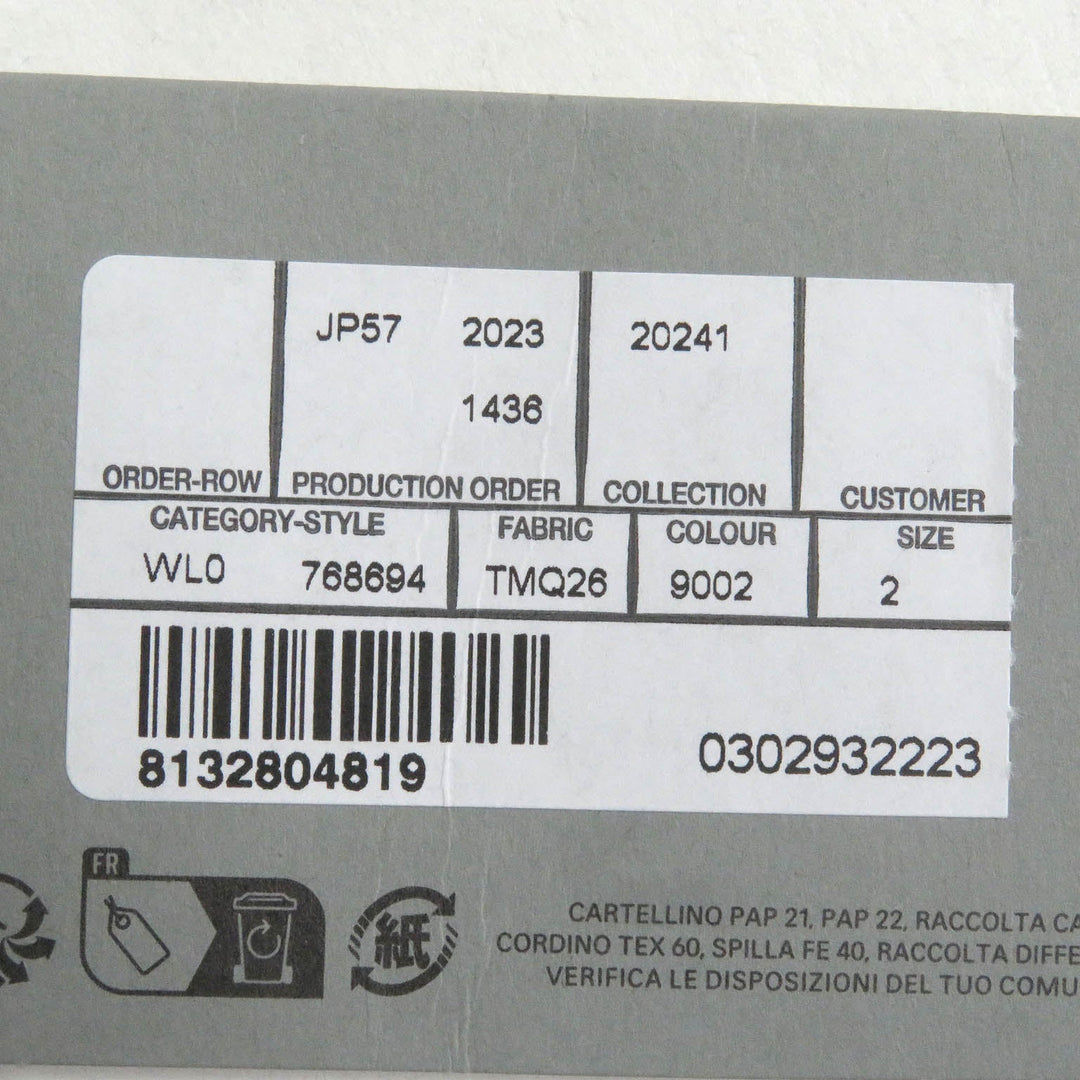 JP57 2023 20241
1436
ORDER-ROW PRODUCTION ORDER COLLECTION CUSTOMER
CATEGORY-STYLE FABRIC COLOUR SIZE
WL0 768694 TMQ26 9002 2
8132804819 0302932223
FR
紙
CARTELLINO PAP 21, PAP 22, RACCOLTA CA
CORDINO TEX 60, SPILLA FE 40, RACCOLTA DIFFE
VERIFICA LE DISPOSIZIONI DEL TUO COMU